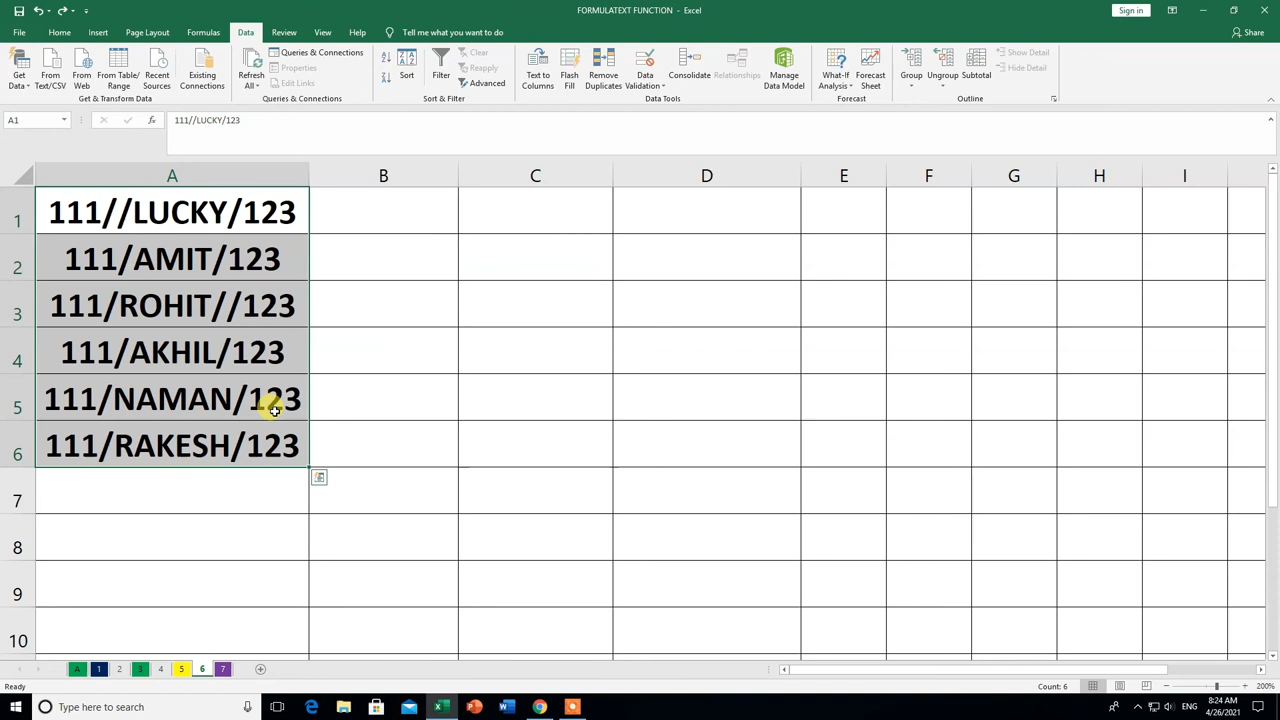 FORMULATEXT FUNCTION - Excel
Sign in
File Home Insert Page Layout Formulas Data Review View Help Tell me what you want to do Share
Get Data
From Text/CSV
From Web
From Table/ Range
Recent Sources
Existing Connections
Get & Transform Data
Refresh All
Queries & Connections
Properties
Edit Links
Queries & Connections
Sort
Filter
Clear
Reapply
Advanced
Sort & Filter
Text to Columns
Flash Fill
Remove Duplicates
Data Validation
Consolidate
Relationships
Manage Data Model
Data Tools
What-If Analysis
Forecast Sheet
Forecast
Group
Ungroup
Subtotal
Show Detail
Hide Detail
Outline
A1 fx 111//LUCKY/123
A B C D E F G H I
1 111//LUCKY/123
2 111/AMIT/123
3 111/ROHIT//123
4 111/AKHIL/123
5 111/NAMAN/123
6 111/RAKESH/123
7
8
9
10
A 1 2 3 4 5 6 7
Ready Count: 6 200%
Type here to search
ENG
8:24 AM
4/26/2021